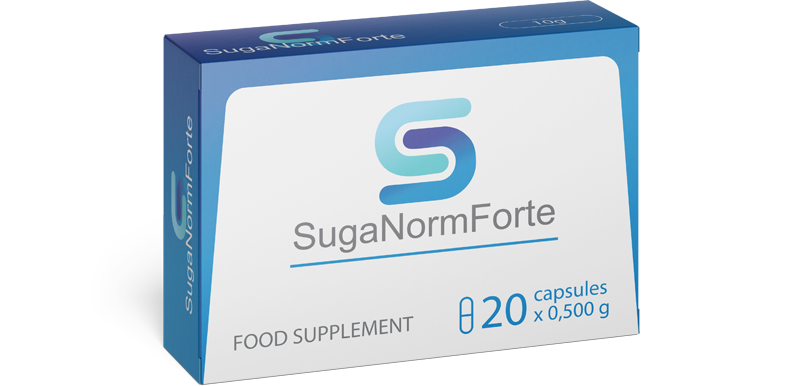 SugaNormForte
10g
SugaNormForte
SugaNormForte
FOOD SUPPLEMENT
20 capsules
x 0,500 g